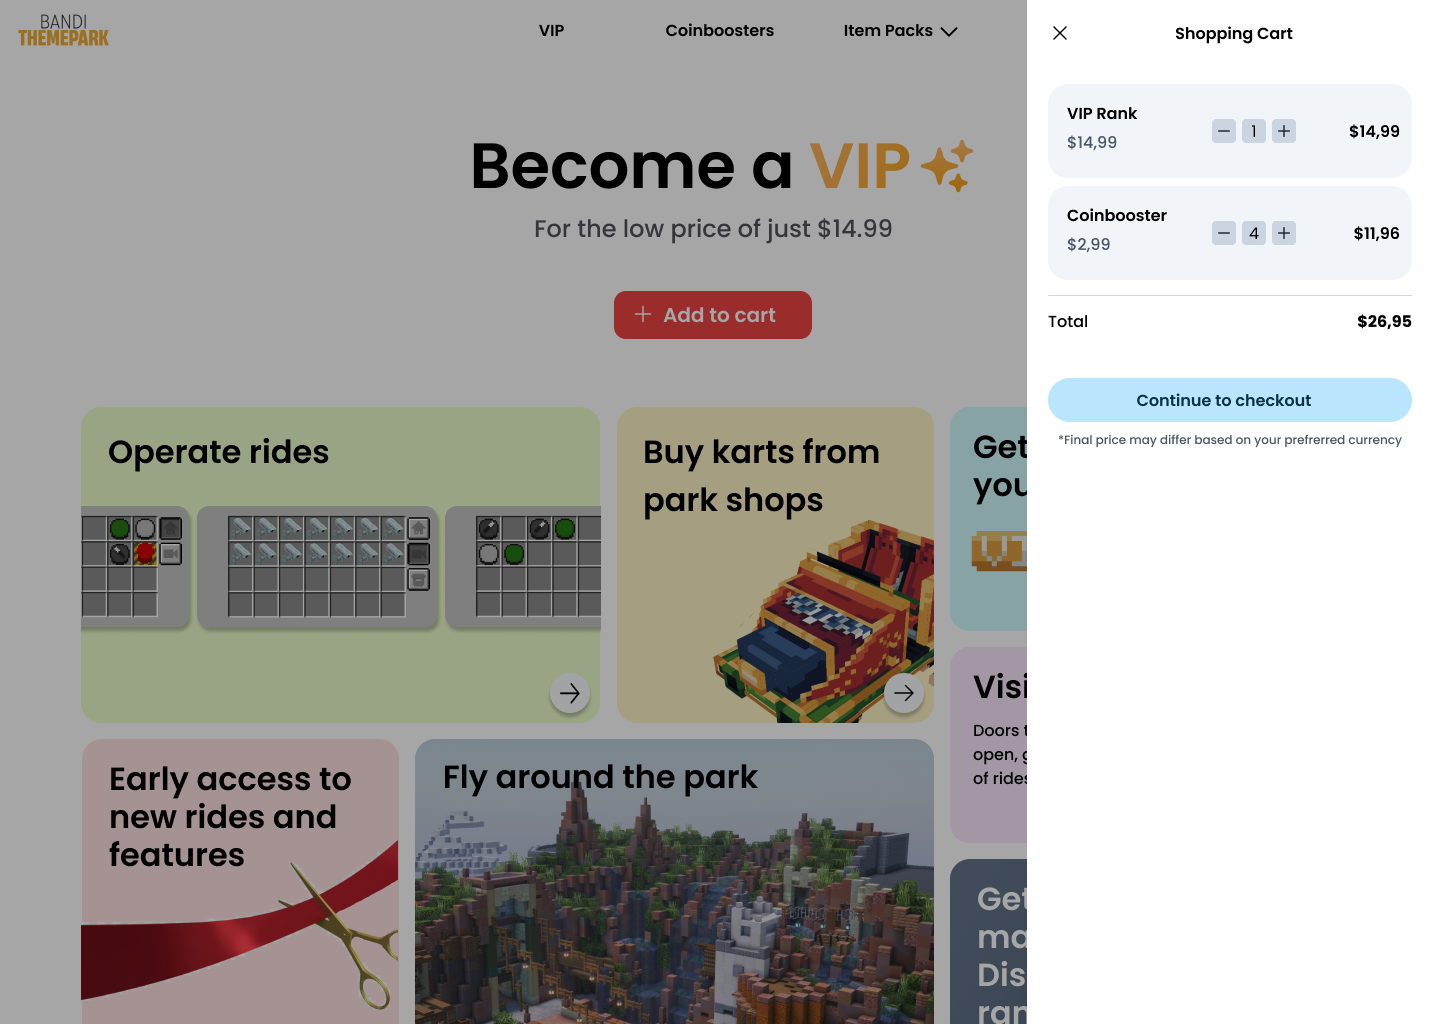 BANDI
THEMEPARK
VIP
Coinboosters
Item Packs
Become a VIP
For the low price of just $14.99
Add to cart
Operate rides
Buy karts from
park shops
Get
you
Visi
Doors t
open, g
of rides
Early access to
new rides and
features
Fly around the park
Get
ma
Dis
ran
Shopping Cart
VIP Rank
$14,99
1
$14,99
Coinbooster
$2,99
4
$11,96
Total
$26,95
Continue to checkout
*Final price may differ based on your prefrerred currency